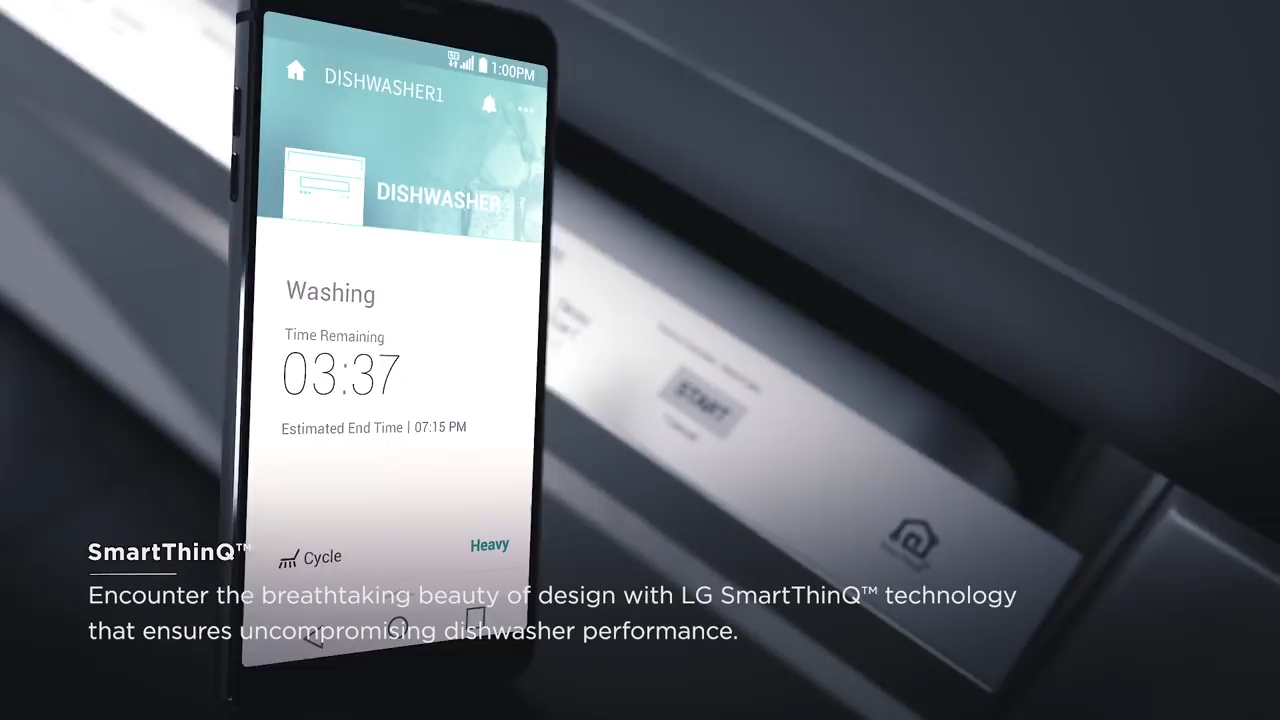 1:00PM
DISHWASHER1
DISHWASHER
Washing
Time Remaining
03:37
Estimated End Time | 07:15 PM
START
Cycle
Heavy
SmartThinQ™
Encounter the breathtaking beauty of design with LG SmartThinQ™ technology
that ensures uncompromising dishwasher performance.